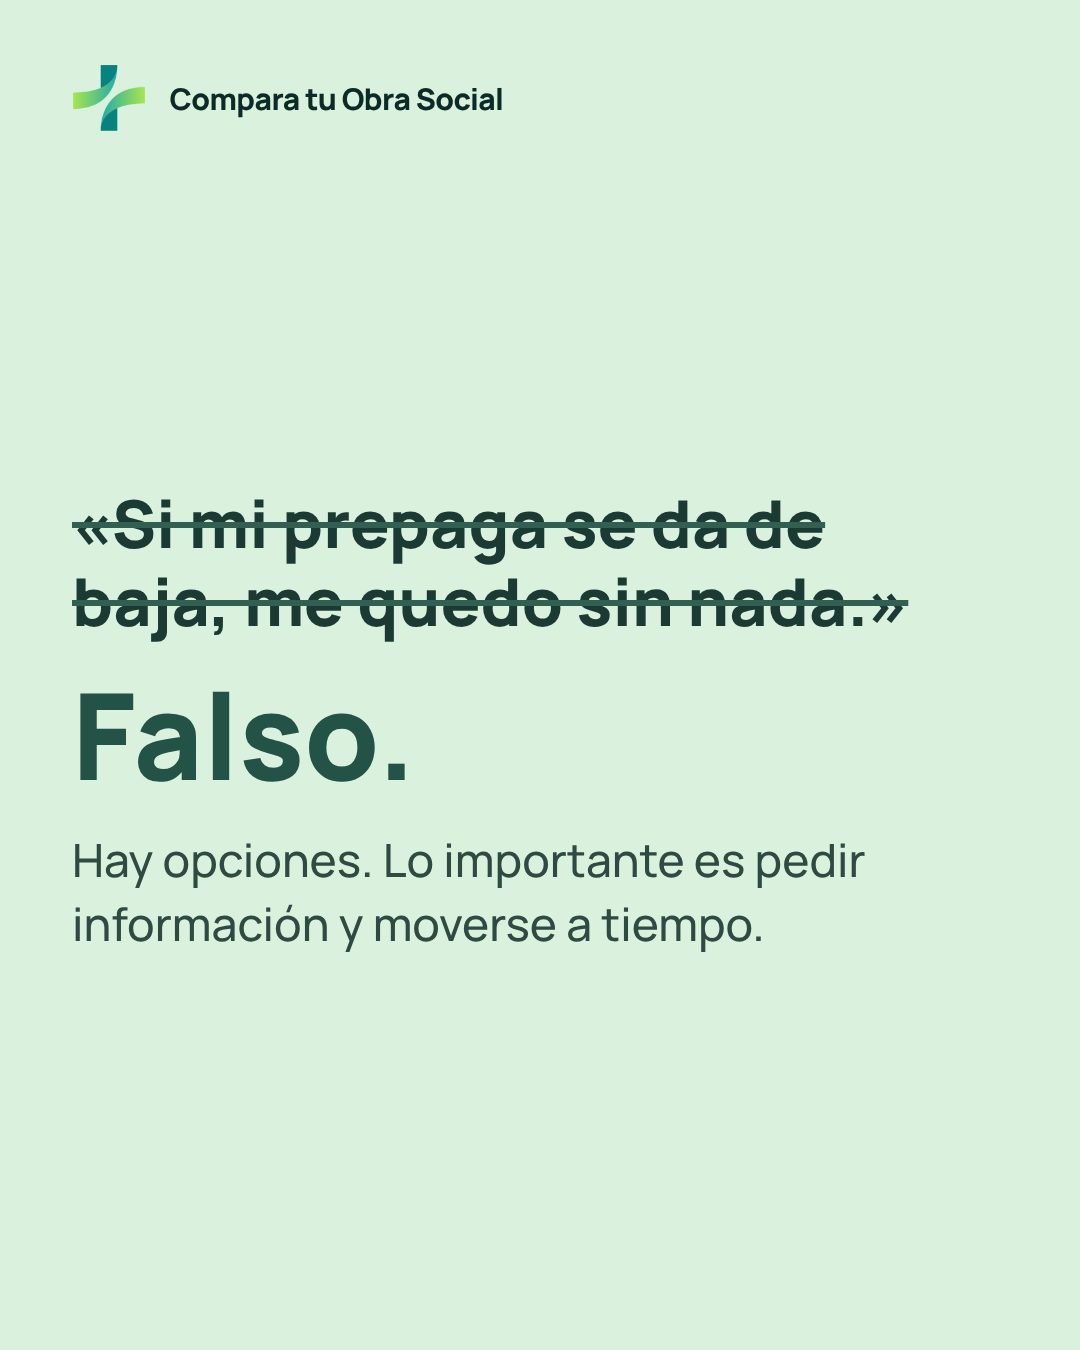 Compara tu Obra Social
«Si mi prepaga se da de
baja, me quedo sin nada.»
Falso.
Hay opciones. Lo importante es pedir
información y moverse a tiempo.